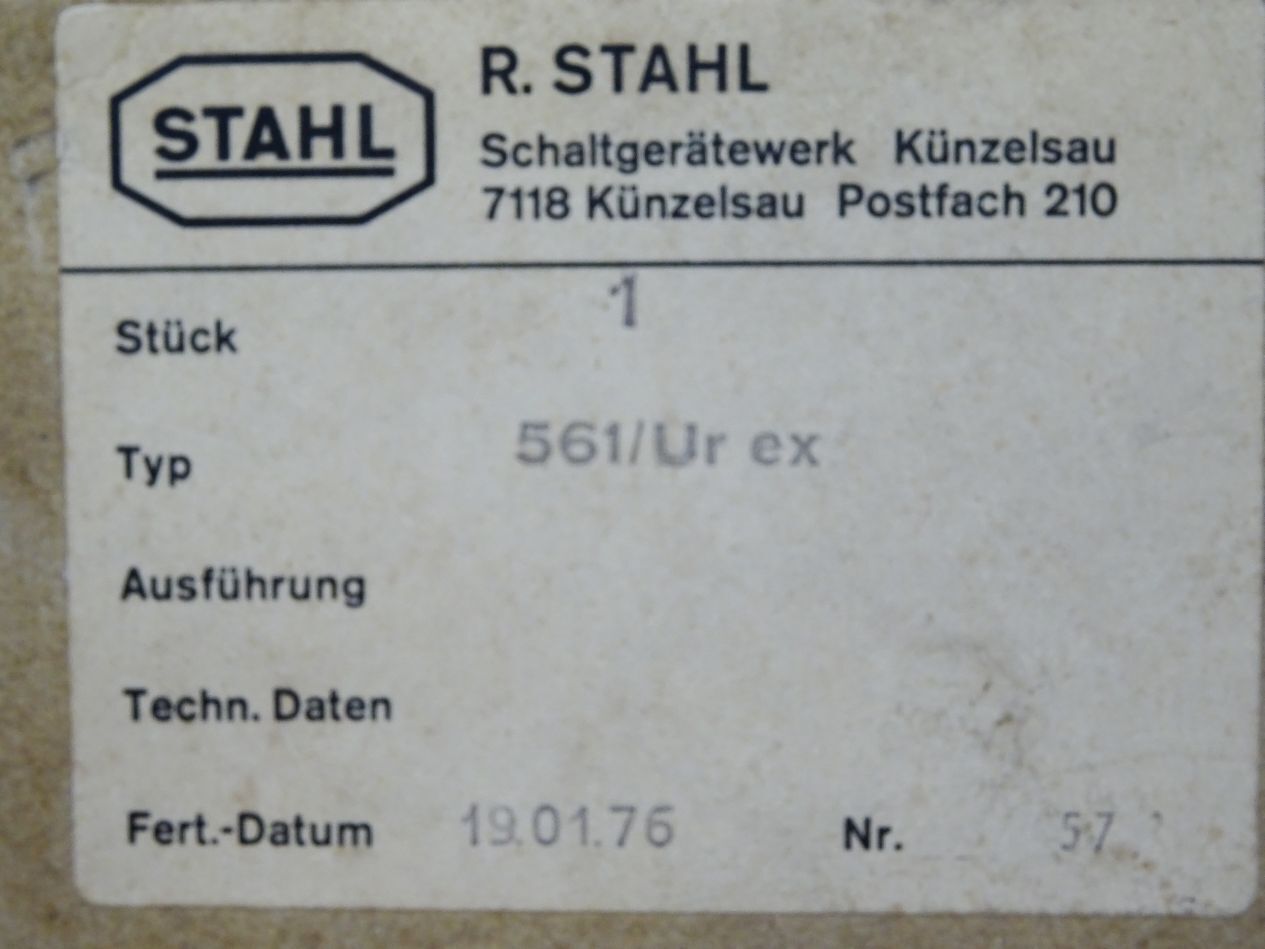 STAHL
R. STAHL
Schaltgerätewerk Künzelsau
7118 Künzelsau Postfach 210
Stück 1
Typ 561/Ur ex
Ausführung
Techn. Daten
Fert.-Datum 19.01.76 Nr. 57